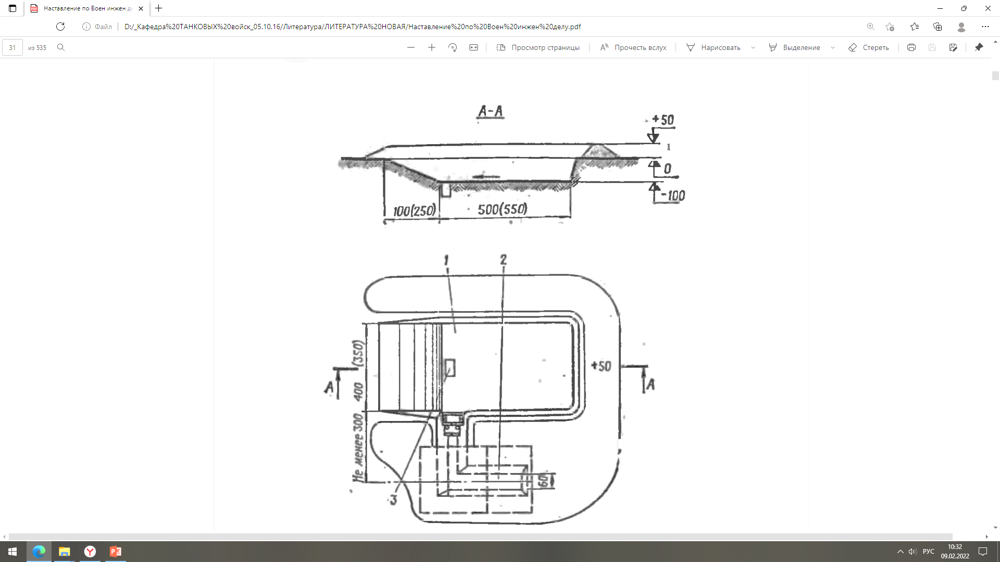 Наставление по Воен инжен д
Файл
D:/_Кафедра%20ТАНКОВЫХ%20войск_05.10.16/Литература/ЛИТЕРАТУРА%20НОВАЯ/Наставление%20по%20Воен%20инжен%20делу.pdf
31 из 535
Просмотр страницы
Прочесть вслух
Нарисовать
Выделение
Стереть
А-А
+50
0
-100
100(250)
500(550)
1
2
(350)
400
Не менее 300
А
+50
А
60
3
РУС
10:32
09.02.2022